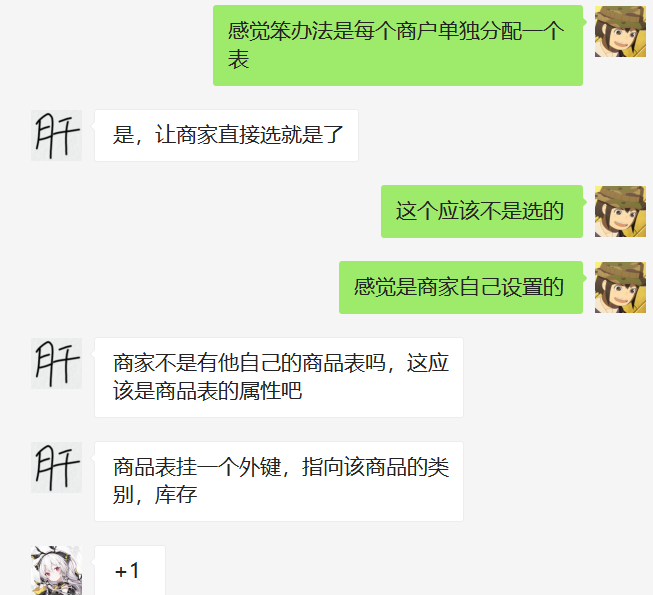 感觉笨办法是每个商户单独分配一个
表
肝
是，让商家直接选就是了
这个应该不是选的
感觉是商家自己设置的
肝
商家不是有他自己的商品表吗，这应
该是商品表的属性吧
肝
商品表挂一个外键，指向该商品的类
别，库存
+1